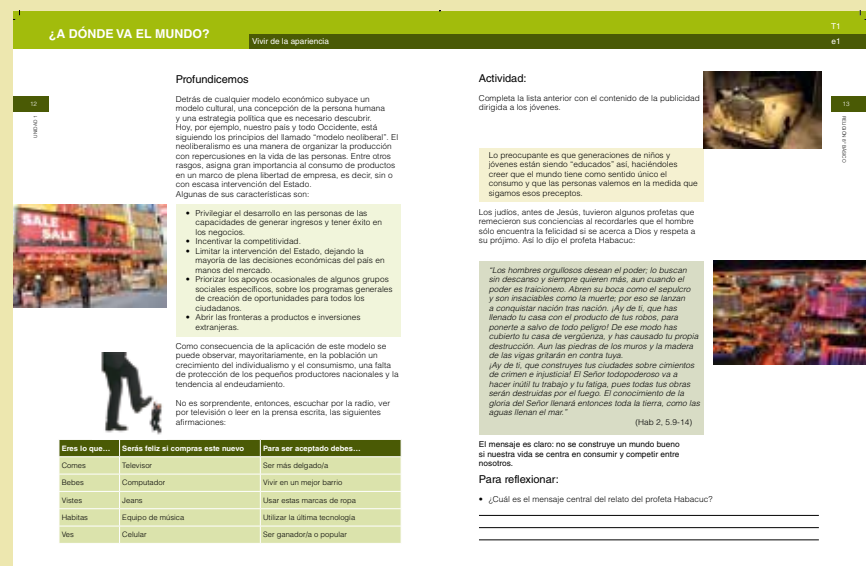 ¿A DÓNDE VA EL MUNDO?
Vivir de la apariencia
T1
e1
12
UNIDAD 1
Profundicemos
Detrás de cualquier modelo económico subyace un
modelo cultural, una concepción de la persona humana
y una estrategia política que es necesario descubrir.
Hoy, por ejemplo, nuestro país y todo Occidente, está
siguiendo los principios del llamado “modelo neoliberal”. El
neoliberalismo es una manera de organizar la producción
con repercusiones en la vida de las personas. Entre otros
rasgos, asigna gran importancia al consumo de productos
en un marco de plena libertad de empresa, es decir, sin o
con escasa intervención del Estado.
Algunas de sus características son:
SALE SALE
• Privilegiar el desarrollo en las personas de las
capacidades de generar ingresos y tener éxito en
los negocios.
• Incentivar la competitividad.
• Limitar la intervención del Estado, dejando la
mayoría de las decisiones económicas del país en
manos del mercado.
• Priorizar los apoyos ocasionales de algunos grupos
sociales específicos, sobre los programas generales
de creación de oportunidades para todos los
ciudadanos.
• Abrir las fronteras a productos e inversiones
extranjeras.
Como consecuencia de la aplicación de este modelo se
puede observar, mayoritariamente, en la población un
crecimiento del individualismo y el consumismo, una falta
de protección de los pequeños productores nacionales y la
tendencia al endeudamiento.
No es sorprendente, entonces, escuchar por la radio, ver
por televisión o leer en la prensa escrita, las siguientes
afirmaciones:
Eres lo que… Serás feliz si compras este nuevo Para ser aceptado debes…
Comes Televisor Ser más delgado/a
Bebes Computador Vivir en un mejor barrio
Vistes Jeans Usar estas marcas de ropa
Habitas Equipo de música Utilizar la última tecnología
Ves Celular Ser ganador/a o popular
Actividad:
Completa la lista anterior con el contenido de la publicidad
dirigida a los jóvenes.
13
Lo preocupante es que generaciones de niños y
jóvenes están siendo “educados” así, haciéndoles
creer que el mundo tiene como sentido único el
consumo y que las personas valemos en la medida que
sigamos esos preceptos.
Los judíos, antes de Jesús, tuvieron algunos profetas que
remecieron sus conciencias al recordarles que el hombre
sólo encuentra la felicidad si se acerca a Dios y respeta a
su prójimo. Así lo dijo el profeta Habacuc:
“Los hombres orgullosos desean el poder; lo buscan
sin descanso y siempre quieren más, aun cuando el
poder es traicionero. Abren su boca como el sepulcro
y son insaciables como la muerte; por eso se lanzan
a conquistar nación tras nación. ¡Ay de ti, que has
llenado tu casa con el producto de tus robos, para
ponerte a salvo de todo peligro! De ese modo has
cubierto tu casa de vergüenza, y has causado tu propia
destrucción. Aun las piedras de los muros y la madera
de las vigas gritarán en contra tuya.
¡Ay de ti, que construyes tus ciudades sobre cimientos
de crimen e injusticia! El Señor todopoderoso va a
hacer inútil tu trabajo y tu fatiga, pues todas tus obras
serán destruidas por el fuego. El conocimiento de la
gloria del Señor llenará entonces toda la tierra, como las
aguas llenan el mar.”
(Hab 2, 5.9-14)
El mensaje es claro: no se construye un mundo bueno
si nuestra vida se centra en consumir y competir entre
nosotros.
Para reflexionar:
• ¿Cuál es el mensaje central del relato del profeta Habacuc?